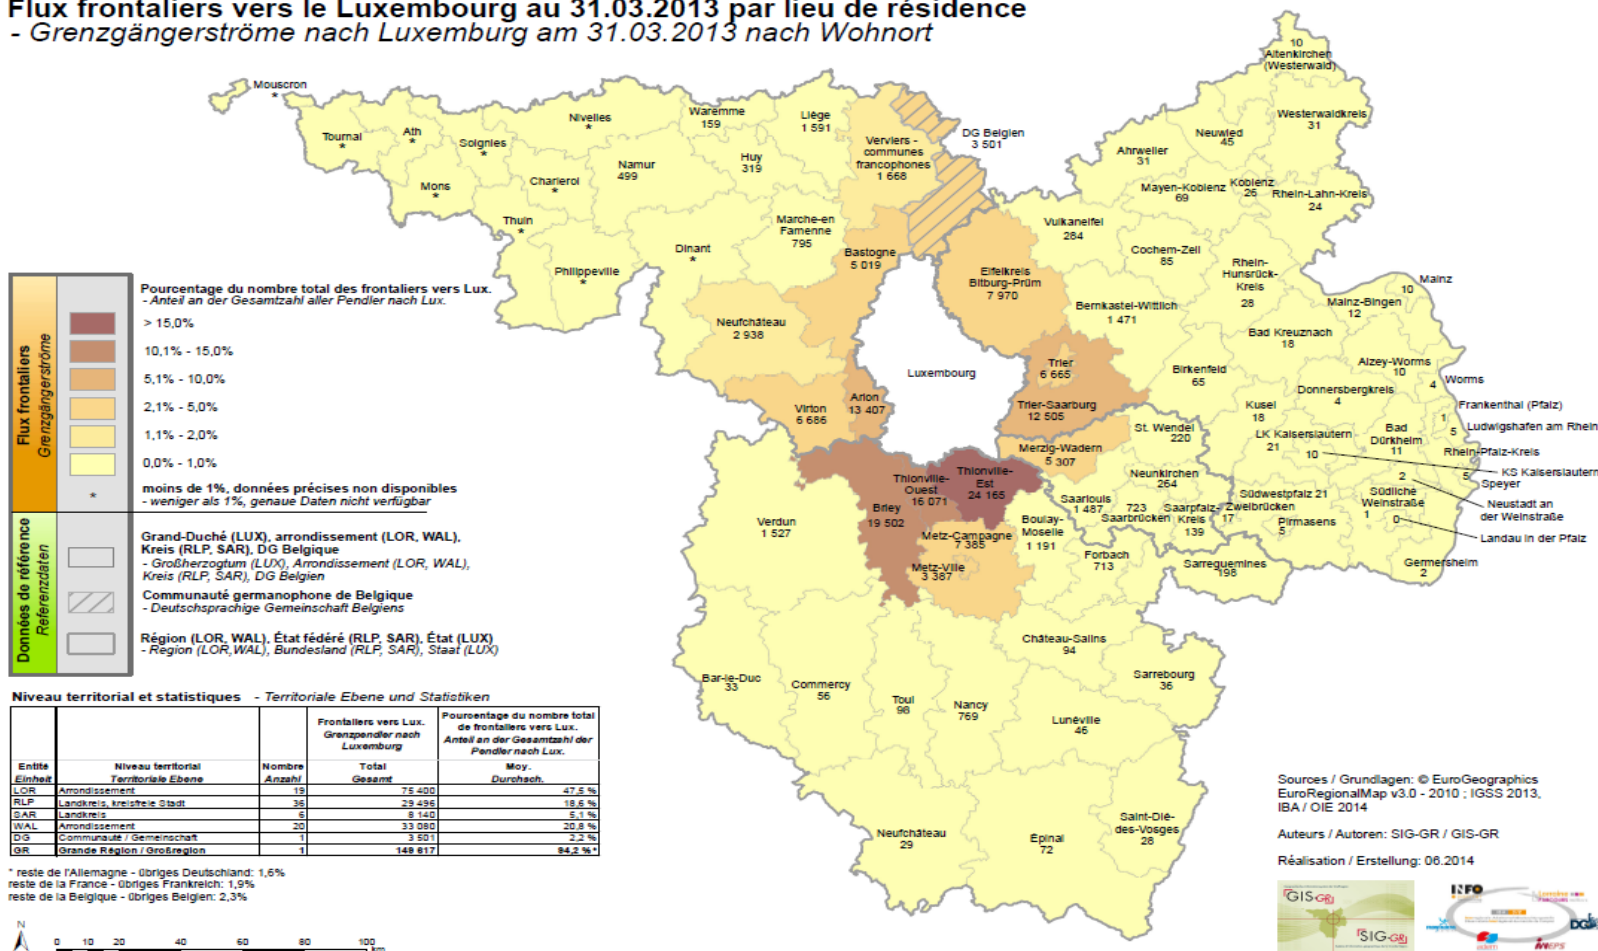 Flux frontaliers vers le Luxembourg au 31.03.2013 par lieu de résidence
- Grenzgängerströme nach Luxemburg am 31.03.2013 nach Wohnort
Mouscron
*
Tournai
*
Ath
*
Soignies
*
Nivelles
*
Mons
*
Charleroi
*
Thuin
*
Philippeville
*
Namur
499
Dinant
*
Waremme
159
Huy
319
Liège
1 591
Marche-en
Famenne
795
Verviers -
communes
francophones
1 668
DG Belgien
3 501
Bastogne
5 019
Neufchâteau
2 938
Virton
6 686
Arlon
13 407
Luxembourg
Eifelkreis
Bitburg-Prüm
7 970
Vulkaneifel
284
Trier
6 665
Trier-Saarburg
12 505
Bernkastel-Wittlich
1 471
Cochem-Zell
85
Ahrweiler
31
Mayen-Koblenz
69
Koblenz
26
Neuwied
45
10
Altenkirchen
(Westerwald)
Westerwaldkreis
31
Rhein-Lahn-Kreis
24
Rhein-
Hunsrück-
Kreis
28
Mainz
10
Mainz-Bingen
12
Bad Kreuznach
18
Alzey-Worms
10
Worms
4
Birkenfeld
65
Donnersbergkreis
4
Kusel
18
Frankenthal (Pfalz)
1
Ludwigshafen am Rhein
5
LK Kaiserslautern
21
10
KS Kaiserslautern
Bad
Dürkheim
11
Rhein-Pfalz-Kreis
5
Speyer
2
Neustadt an
der Weinstraße
Südwestpfalz 21
Südliche
Weinstraße
1
0
Landau in der Pfalz
Zweibrücken
17
Pirmasens
5
Germersheim
2
St. Wendel
220
Merzig-Wadern
5 307
Neunkirchen
264
Saarlouis
1 487
723
Saarbrücken
Saarpfalz-
Kreis
139
Thionville-
Est
24 165
Thionville-
Ouest
16 071
Briey
19 502
Metz-Campagne
7 385
Metz-Ville
3 387
Boulay-
Moselle
1 191
Forbach
713
Sarreguemines
198
Verdun
1 527
Château-Salins
94
Sarrebourg
36
Bar-le-Duc
33
Commercy
56
Toul
98
Nancy
769
Lunéville
46
Neufchâteau
29
Épinal
72
Saint-Dié-
des-Vosges
28
Flux frontaliers
Grenzgängerströme
Pourcentage du nombre total des frontaliers vers Lux.
- Anteil an der Gesamtzahl aller Pendler nach Lux.
> 15,0%
10,1% - 15,0%
5,1% - 10,0%
2,1% - 5,0%
1,1% - 2,0%
0,0% - 1,0%
* moins de 1%, données précises non disponibles
- weniger als 1%, genaue Daten nicht verfügbar
Données de référence
Referenzdaten
Grand-Duché (LUX), arrondissement (LOR, WAL),
Kreis (RLP, SAR), DG Belgique
- Großherzogtum (LUX), Arrondissement (LOR, WAL),
Kreis (RLP, SAR), DG Belgien
Communauté germanophone de Belgique
- Deutschsprachige Gemeinschaft Belgiens
Région (LOR, WAL), État fédéré (RLP, SAR), État (LUX)
- Region (LOR,WAL), Bundesland (RLP, SAR), Staat (LUX)
Niveau territorial et statistiques - Territoriale Ebene und Statistiken
Frontaliers vers Lux.
Grenzpendler nach
Luxemburg
Pourcentage du nombre total
de frontaliers vers Lux.
Anteil an der Gesamtzahl der
Pendler nach Lux.
Entité Niveau territorial Nombre Total Moy.
Einheit Territoriale Ebene Anzahl Gesamt Durchsch.
LOR Arrondissement 19 75 400 47,5 %
RLP Landkreis, kreisfreie Stadt 36 29 496 18,6 %
SAR Landkreis 6 8 140 5,1 %
WAL Arrondissement 20 33 080 20,8 %
DG Communauté / Gemeinschaft 1 3 501 2,2 %
GR Grande Région / Großregion 1 149 617 94,2 %*
* reste de l'Allemagne - übriges Deutschland: 1,6%
reste de la France - übriges Frankreich: 1,9%
reste de la Belgique - übriges Belgien: 2,3%
N
0 10 20 40 60 80 100
km
Sources / Grundlagen: © EuroGeographics
EuroRegionalMap v3.0 - 2010 ; IGSS 2013,
IBA / OIE 2014
Auteurs / Autoren: SIG-GR / GIS-GR
Réalisation / Erstellung: 06.2014
GIS-GR
SIG-GR
INFO
DG